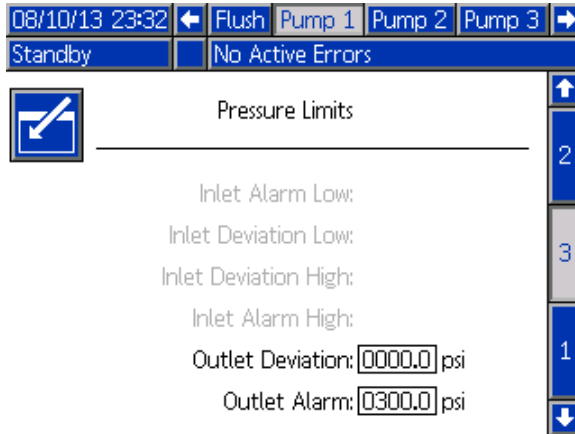 08/10/13 23:32 Flush Pump 1 Pump 2 Pump 3
Standby No Active Errors
Pressure Limits
2
Inlet Alarm Low:
Inlet Deviation Low:
3
Inlet Deviation High:
Inlet Alarm High:
Outlet Deviation: 0000.0 psi
1
Outlet Alarm: 0300.0 psi